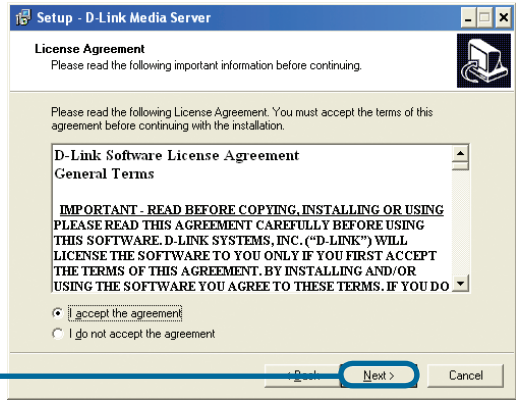 Setup - D-Link Media Server
License Agreement
Please read the following important information before continuing.
Please read the following License Agreement. You must accept the terms of this
agreement before continuing with the installation.
D-Link Software License Agreement
General Terms
IMPORTANT - READ BEFORE COPYING, INSTALLING OR USING
PLEASE READ THIS AGREEMENT CAREFULLY BEFORE USING
THIS SOFTWARE. D-LINK SYSTEMS, INC. ("D-LINK") WILL
LICENSE THE SOFTWARE TO YOU ONLY IF YOU FIRST ACCEPT
THE TERMS OF THIS AGREEMENT. BY INSTALLING AND/OR
USING THE SOFTWARE YOU AGREE TO THESE TERMS. IF YOU DO
I accept the agreement
I do not accept the agreement
Next > Cancel